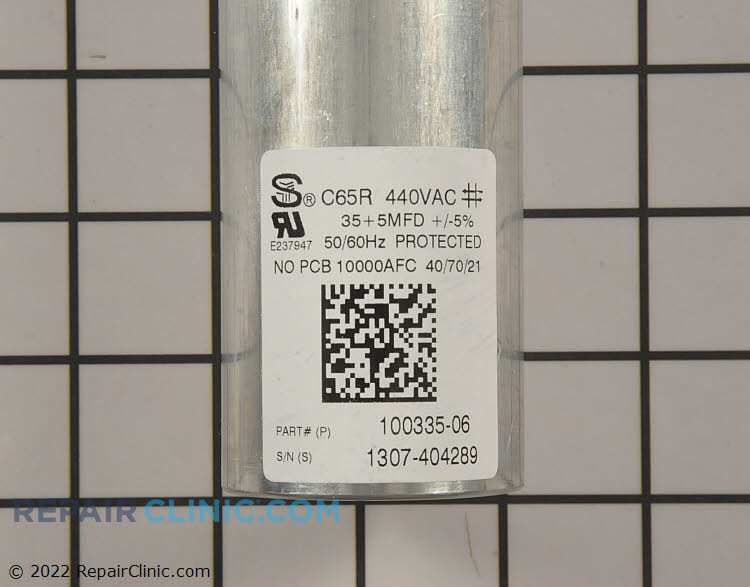 S® C65R 440VAC
35+5MFD +/-5%
E237947 50/60Hz PROTECTED
NO PCB 10000AFC 40/70/21
PART# (P) 100335-06
S/N (S) 1307-404289
REPAIRCLINIC.COM
© 2022 RepairClinic.com